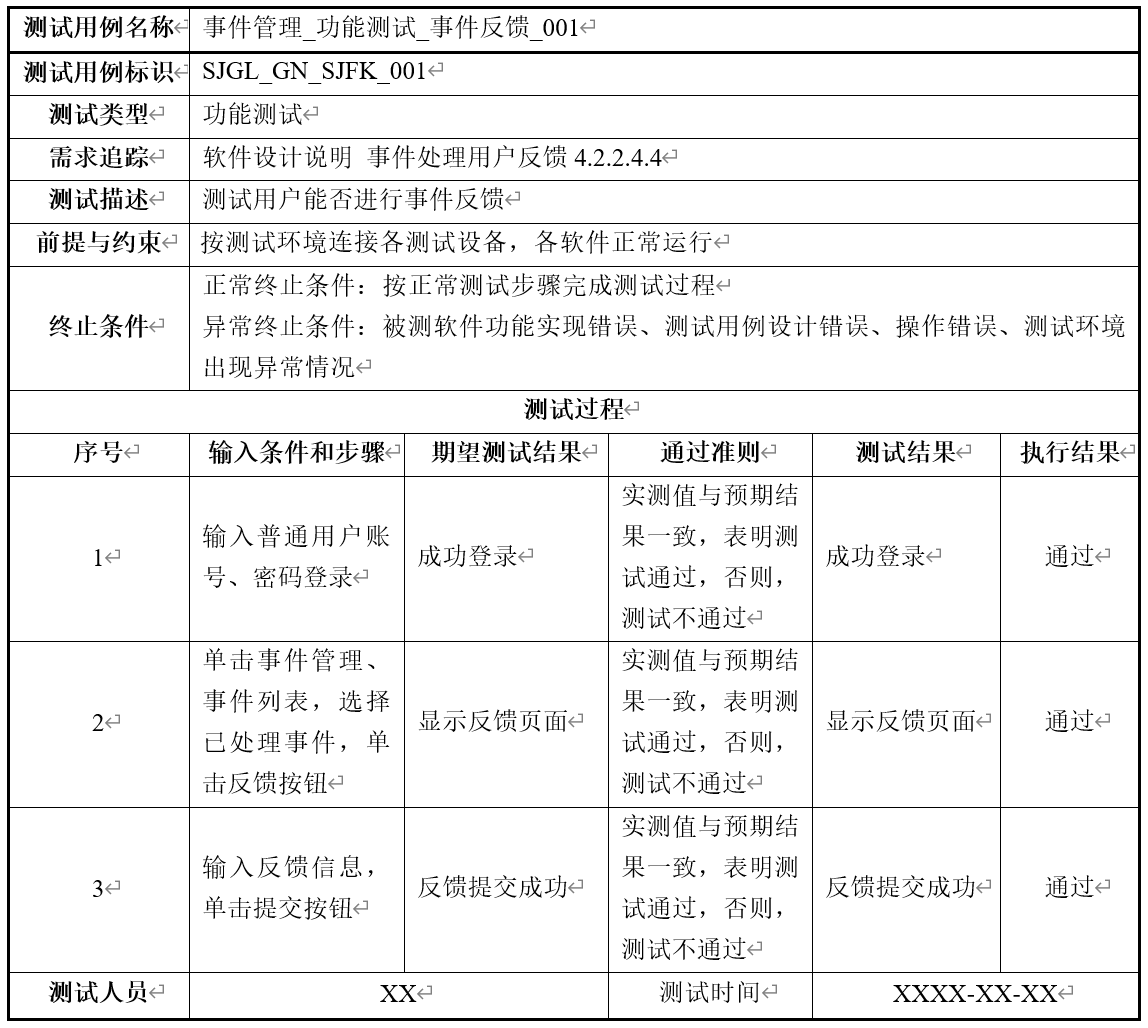 测试用例名称 事件管理_功能测试_事件反馈_001
测试用例标识 SJGL_GN_SJFK_001
测试类型 功能测试
需求追踪 软件设计说明 事件处理用户反馈 4.2.2.4.4
测试描述 测试用户能否进行事件反馈
前提与约束 按测试环境连接各测试设备，各软件正常运行
终止条件
正常终止条件：按正常测试步骤完成测试过程
异常终止条件：被测软件功能实现错误、测试用例设计错误、操作错误、测试环境
出现异常情况
测试过程
序号 输入条件和步骤 期望测试结果 通过准则 测试结果 执行结果
1
输入普通用户账
号、密码登录
成功登录
实测值与预期结
果一致，表明测
试通过，否则，
测试不通过
成功登录
通过
2
单击事件管理、
事件列表，选择
已处理事件，单
击反馈按钮
显示反馈页面
实测值与预期结
果一致，表明测
试通过，否则，
测试不通过
显示反馈页面
通过
3
输入反馈信息，
单击提交按钮
反馈提交成功
实测值与预期结
果一致，表明测
试通过，否则，
测试不通过
反馈提交成功
通过
测试人员 XX 测试时间 XXXX-XX-XX